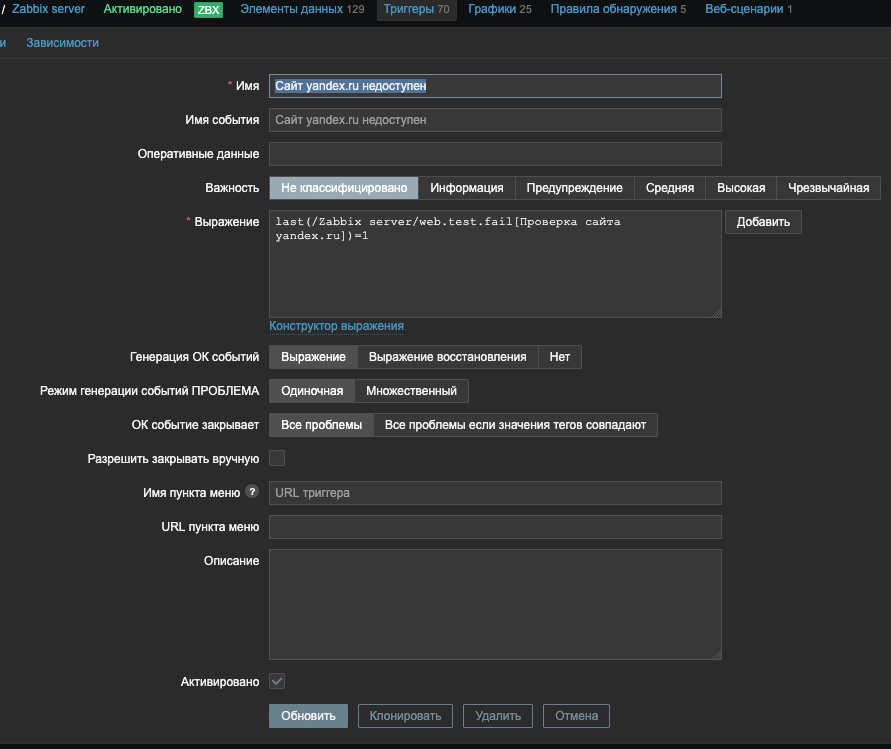 / Zabbix server Активировано ZBX Элементы данных 129 Триггеры 70 Графики 25 Правила обнаружения 5 Веб-сценарии 1
и Зависимости
* Имя Сайт yandex.ru недоступен
Имя события Сайт yandex.ru недоступен
Оперативные данные
Важность Не классифицировано Информация Предупреждение Средняя Высокая Чрезвычайная
* Выражение last(/Zabbix server/web.test.fail[Проверка сайта Добавить
yandex.ru])=1
Конструктор выражения
Генерация ОК событий Выражение Выражение восстановления Нет
Режим генерации событий ПРОБЛЕМА Одиночная Множественный
ОК событие закрывает Все проблемы Все проблемы если значения тегов совпадают
Разрешить закрывать вручную
Имя пункта меню ? URL триггера
URL пункта меню
Описание
Активировано
Обновить Клонировать Удалить Отмена